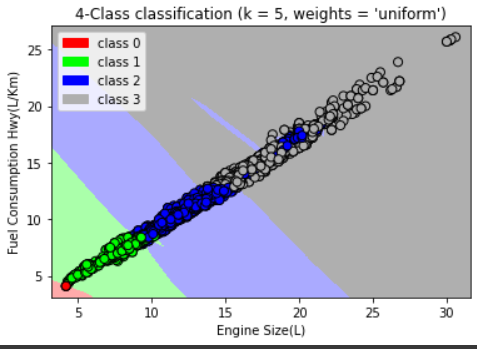 4-Class classification (k = 5, weights = 'uniform')
class 0
class 1
class 2
class 3
Fuel Consumption Hwy(L/Km)
25
20
15
10
5
5
10
15
20
25
30
Engine Size(L)